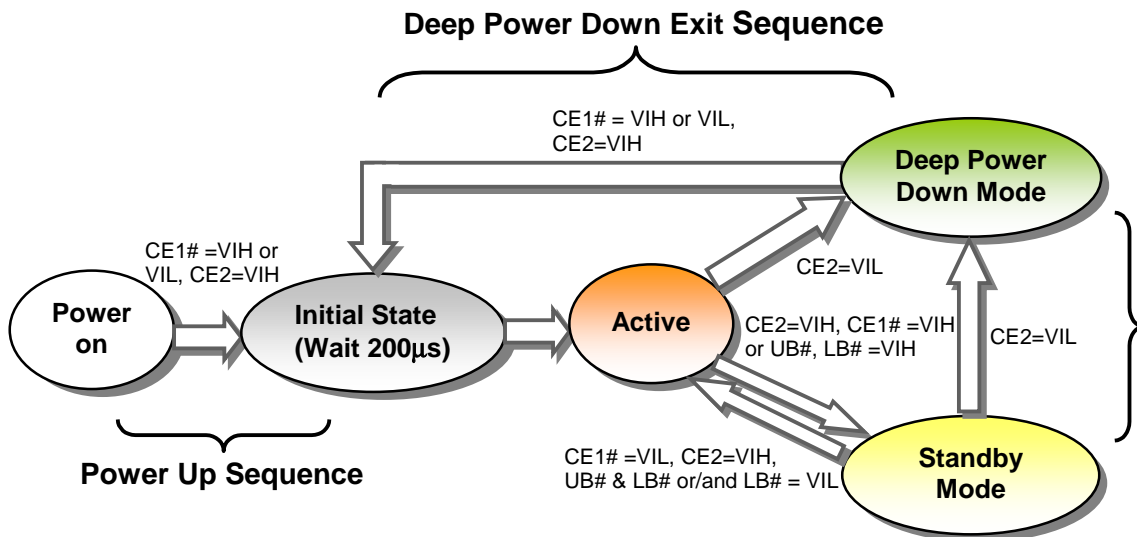 Deep Power Down Exit Sequence
CE1# = VIH or VIL,
CE2=VIH
Deep Power
Down Mode
CE1# =VIH or
VIL, CE2=VIH
CE2=VIL
Power
on
Initial State
(Wait 200μs)
Active
CE2=VIH, CE1# =VIH
or UB#, LB# =VIH
CE2=VIL
Power Up Sequence
CE1# =VIL, CE2=VIH,
UB# & LB# or/and LB# = VIL
Standby
Mode